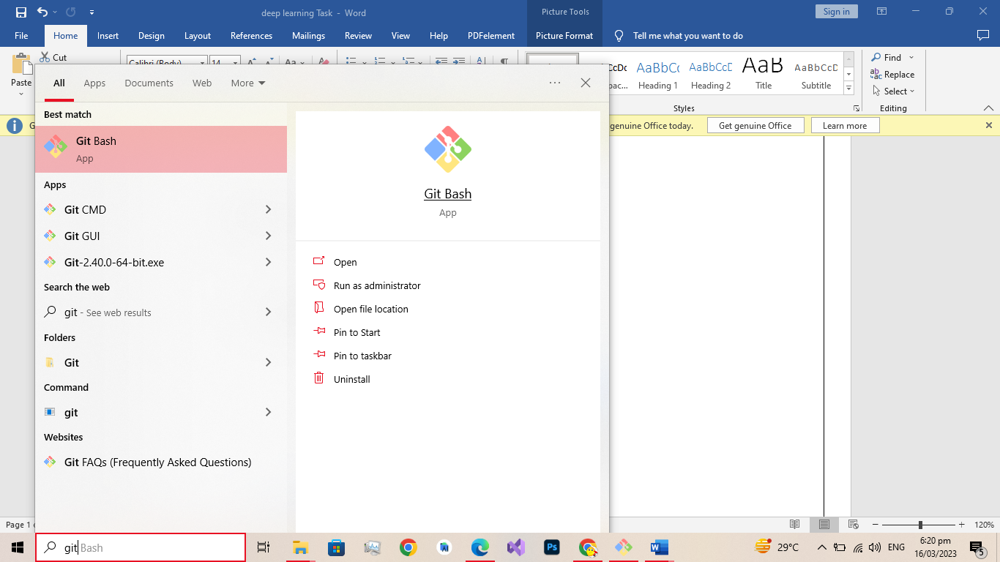 deep learning Task - Word
Picture Tools
Sign in
File Home Insert Design Layout References Mailings Review View Help PDFelement Picture Format Tell me what you want to do
Cut
Paste
Calibri (Body) 14
Aa
AaBbCc AaBbCcD AaB AaBbCcD
Heading 1 Heading 2 Title Subtitle
Styles
Find
Replace
Select
Editing
genuine Office today. Get genuine Office Learn more
All Apps Documents Web More
Best match
Git Bash
App
Apps
Git CMD
Git GUI
Git-2.40.0-64-bit.exe
Search the web
git - See web results
Folders
Git
Command
git
Websites
Git FAQs (Frequently Asked Questions)
Git Bash
App
Open
Run as administrator
Open file location
Pin to Start
Pin to taskbar
Uninstall
Page 1
120%
git Bash
Ps
29°C
ENG
6:20 pm
16/03/2023
5